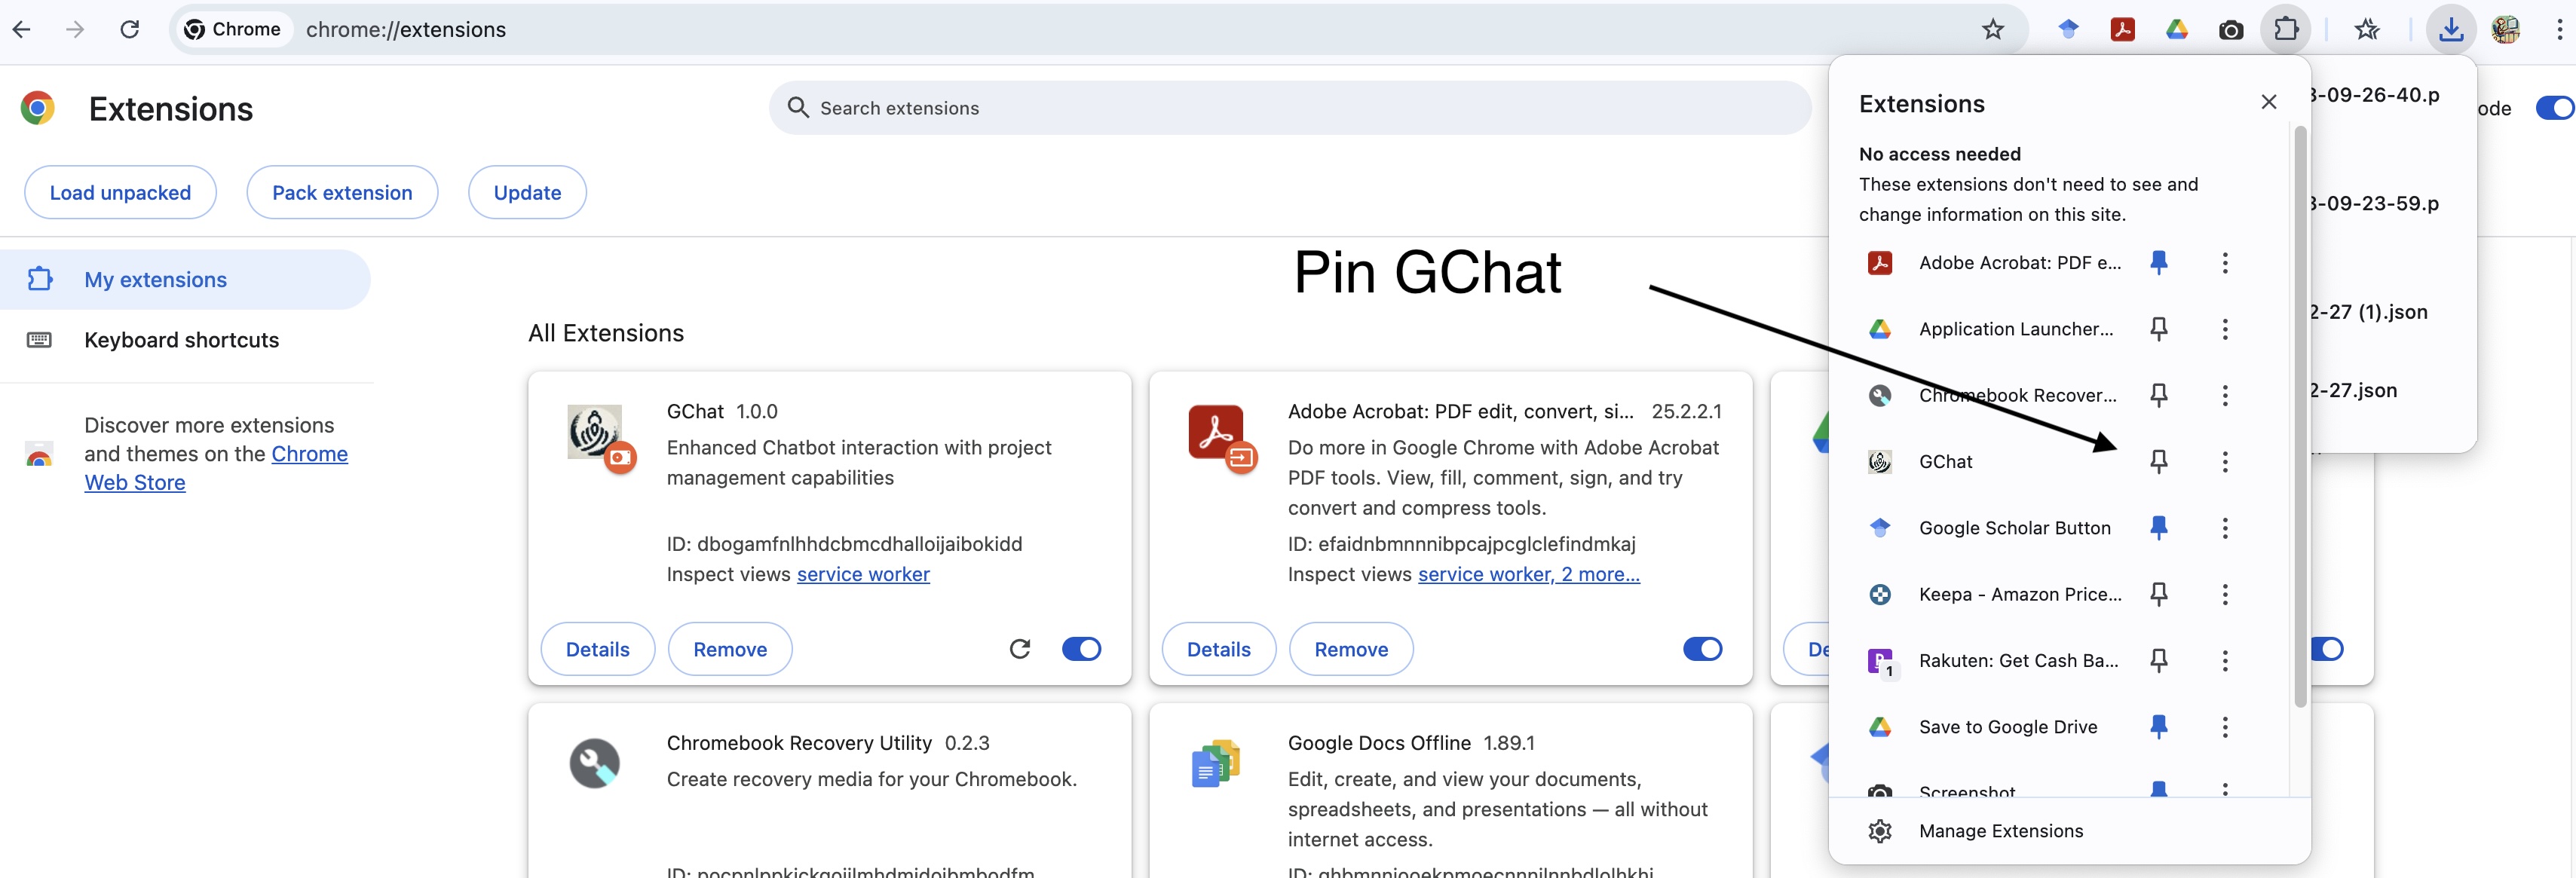 Chrome chrome://extensions
Extensions
Search extensions
ode
Load unpacked
Pack extension
Update
My extensions
Keyboard shortcuts
Discover more extensions
and themes on the Chrome
Web Store
Pin GChat
All Extensions
GChat 1.0.0
Enhanced Chatbot interaction with project
management capabilities
ID: dbogamfnlhhdcbmcdhalloijaibokidd
Inspect views service worker
Details
Remove
Adobe Acrobat: PDF edit, convert, si... 25.2.2.1
Do more in Google Chrome with Adobe Acrobat
PDF tools. View, fill, comment, sign, and try
convert and compress tools.
ID: efaidnbmnnnibpcajpcglclefindmkaj
Inspect views service worker, 2 more...
Details
Remove
De
Chromebook Recovery Utility 0.2.3
Create recovery media for your Chromebook.
Google Docs Offline 1.89.1
Edit, create, and view your documents,
spreadsheets, and presentations — all without
internet access.
Extensions
No access needed
These extensions don't need to see and
change information on this site.
Adobe Acrobat: PDF e...
Application Launcher...
Chromebook Recover...
GChat
Google Scholar Button
Keepa - Amazon Price...
Rakuten: Get Cash Ba...
1
Save to Google Drive
Screenshot
Manage Extensions
3-09-26-40.p
3-09-23-59.p
2-27 (1).json
2-27.json